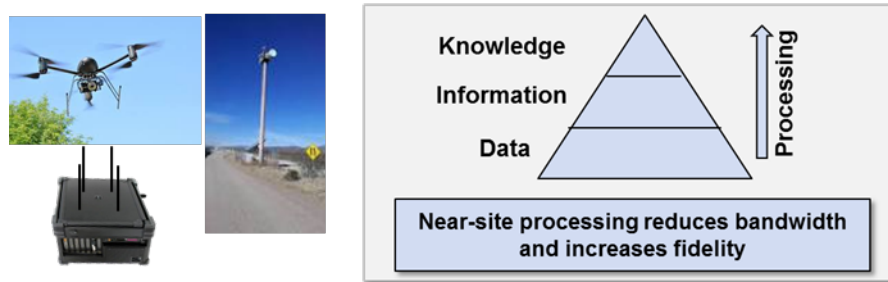 Knowledge
Information
Data
Processing
Near-site processing reduces bandwidth
and increases fidelity